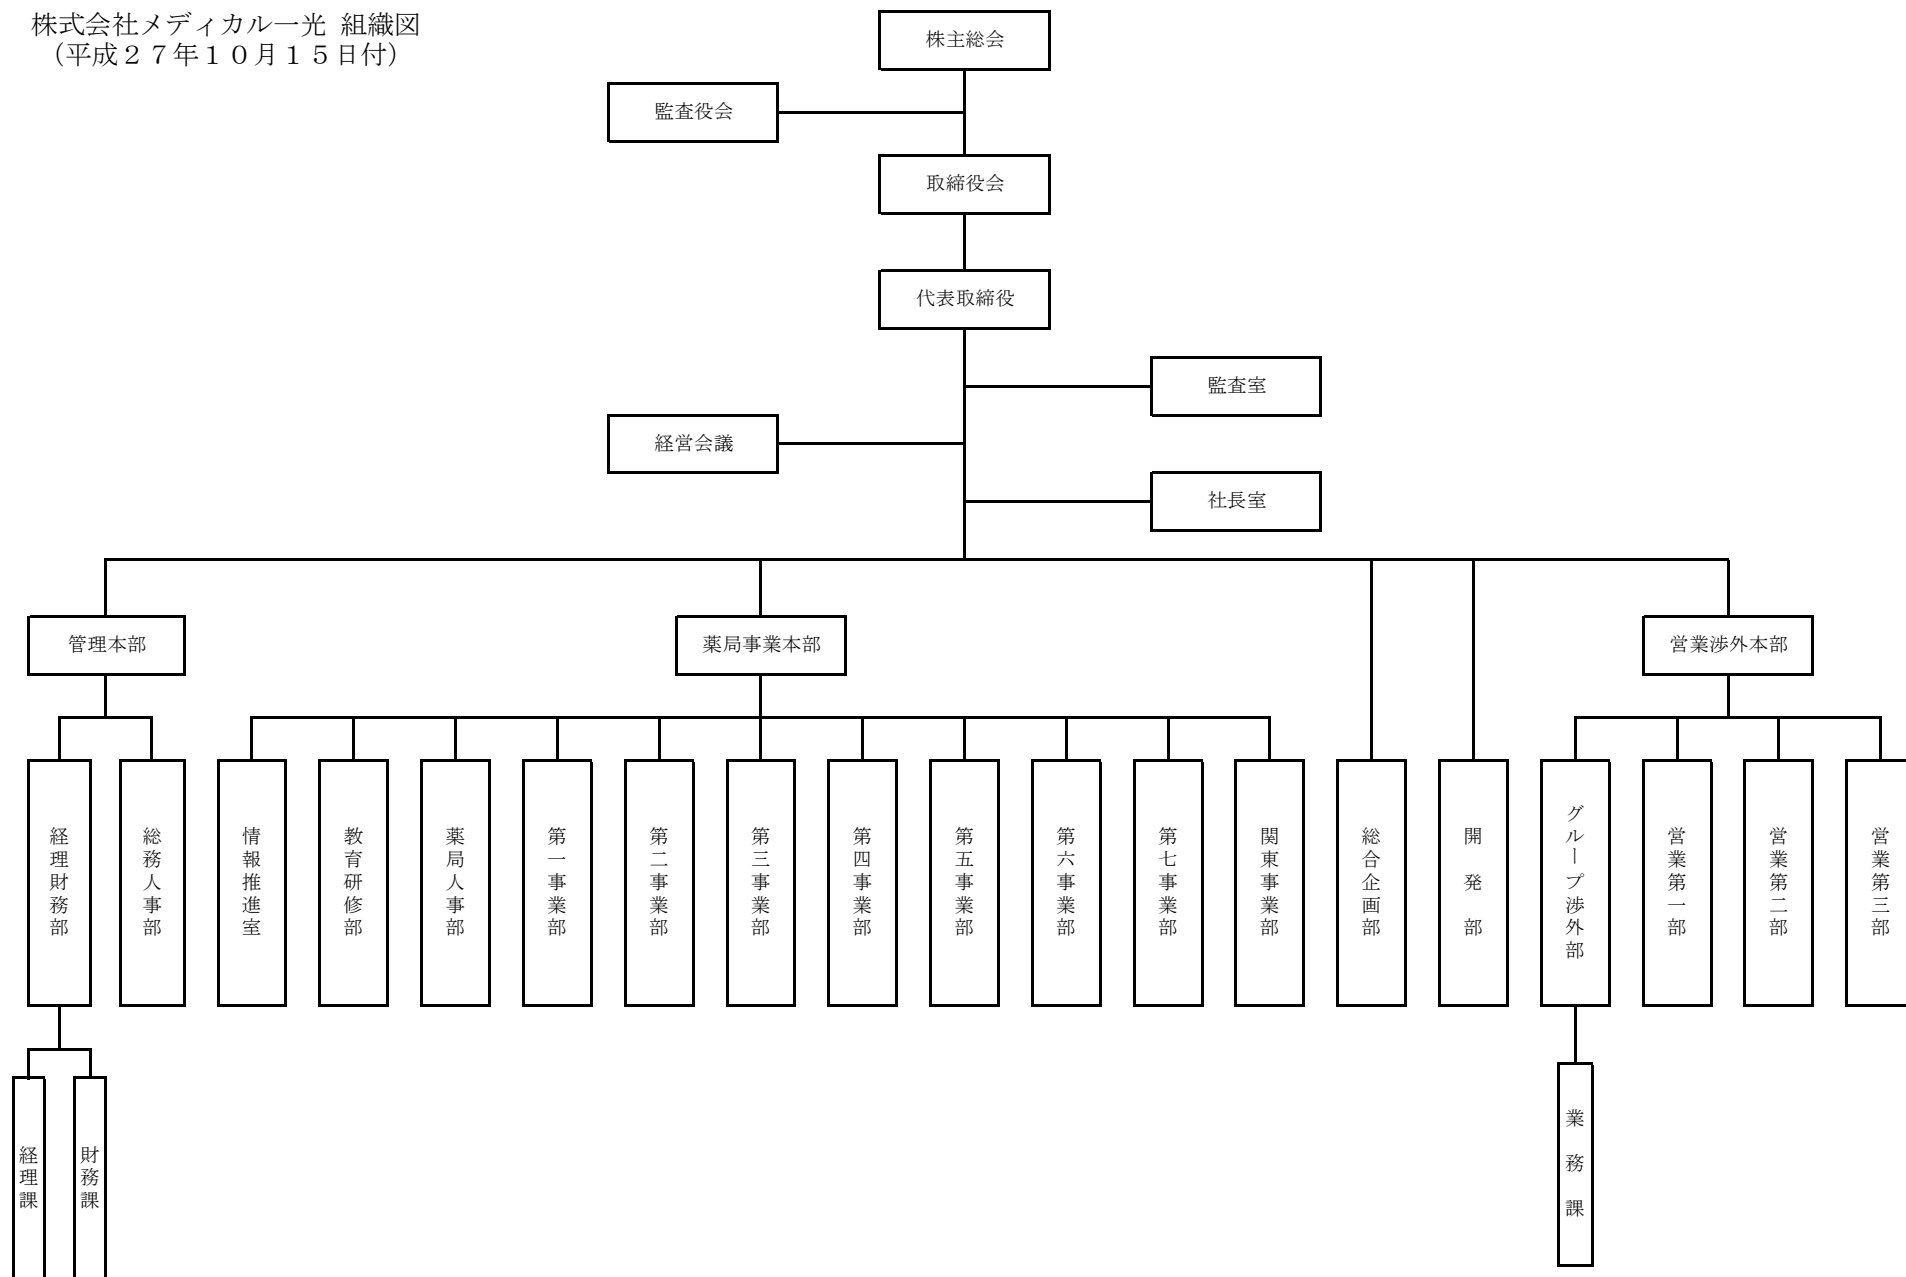 株式会社メディカル一光 組織図
（平成２７年１０月１５日付）
株主総会
監査役会
取締役会
代表取締役
監査室
経営会議
社長室
管理本部
薬局事業本部
営業渉外本部
経理財務部
総務人事部
情報推進室
教育研修部
薬局人事部
第一事業部
第二事業部
第三事業部
第四事業部
第五事業部
第六事業部
第七事業部
関東事業部
総合企画部
開発部
グループ渉外部
営業第一部
営業第二部
営業第三部
経理課
財務課
業務課